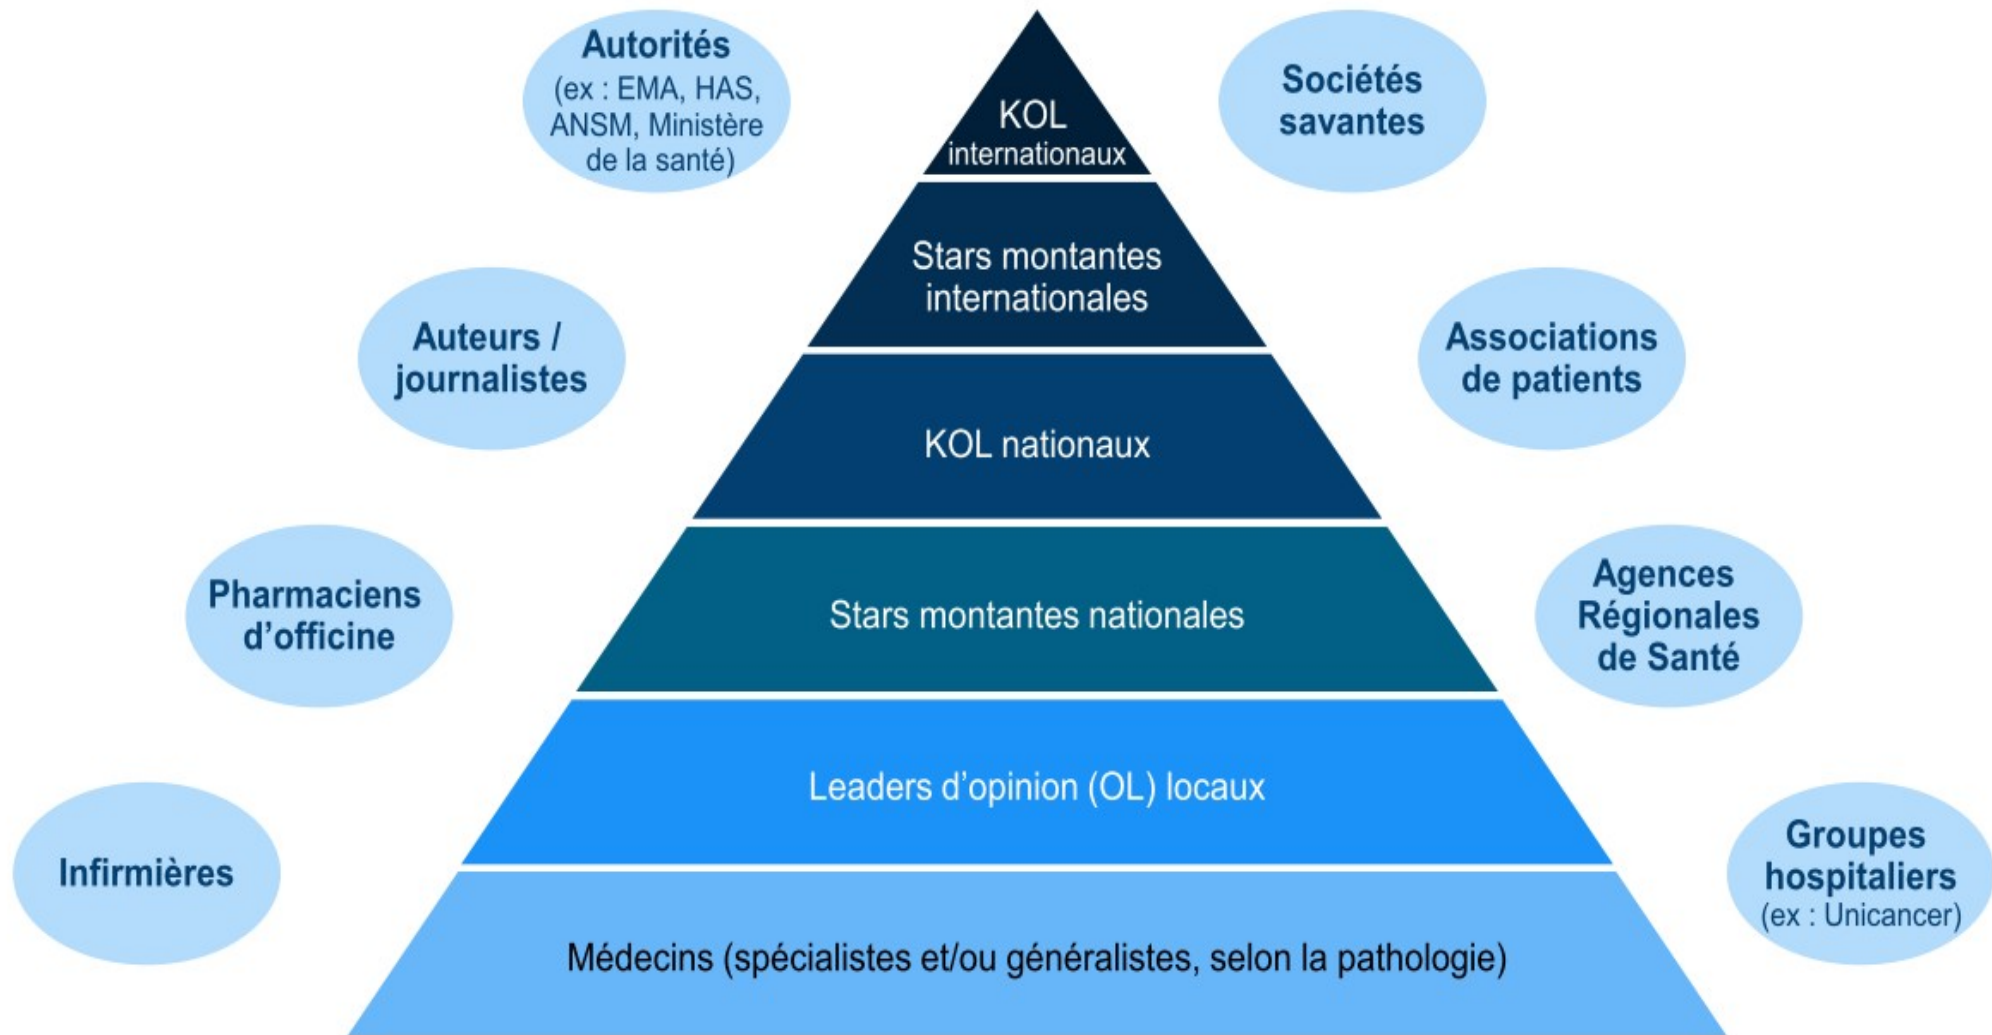 Autorités
(ex : EMA, HAS,
ANSM, Ministère
de la santé)
KOL
internationaux
Sociétés
savantes
Stars montantes
internationales
Auteurs /
journalistes
Associations
de patients
KOL nationaux
Pharmaciens
d’officine
Stars montantes nationales
Agences
Régionales
de Santé
Leaders d’opinion (OL) locaux
Infirmières
Groupes
hospitaliers
(ex : Unicancer)
Médecins (spécialistes et/ou généralistes, selon la pathologie)